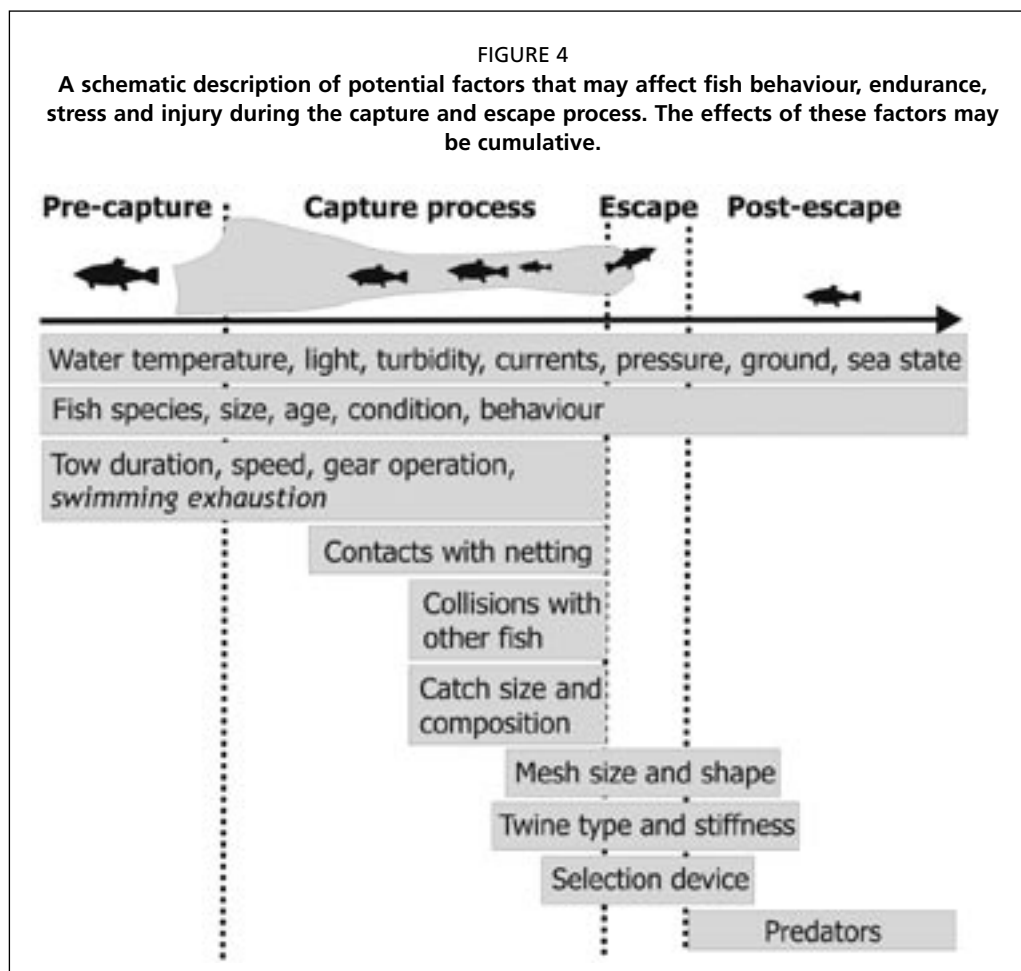 FIGURE 4
A schematic description of potential factors that may affect fish behaviour, endurance,
stress and injury during the capture and escape process. The effects of these factors may
be cumulative.
Pre-capture
Capture process
Escape
Post-escape
Water temperature, light, turbidity, currents, pressure, ground, sea state
Fish species, size, age, condition, behaviour
Tow duration, speed, gear operation,
swimming exhaustion
Contacts with netting
Collisions with
other fish
Catch size and
composition
Mesh size and shape
Twine type and stiffness
Selection device
Predators